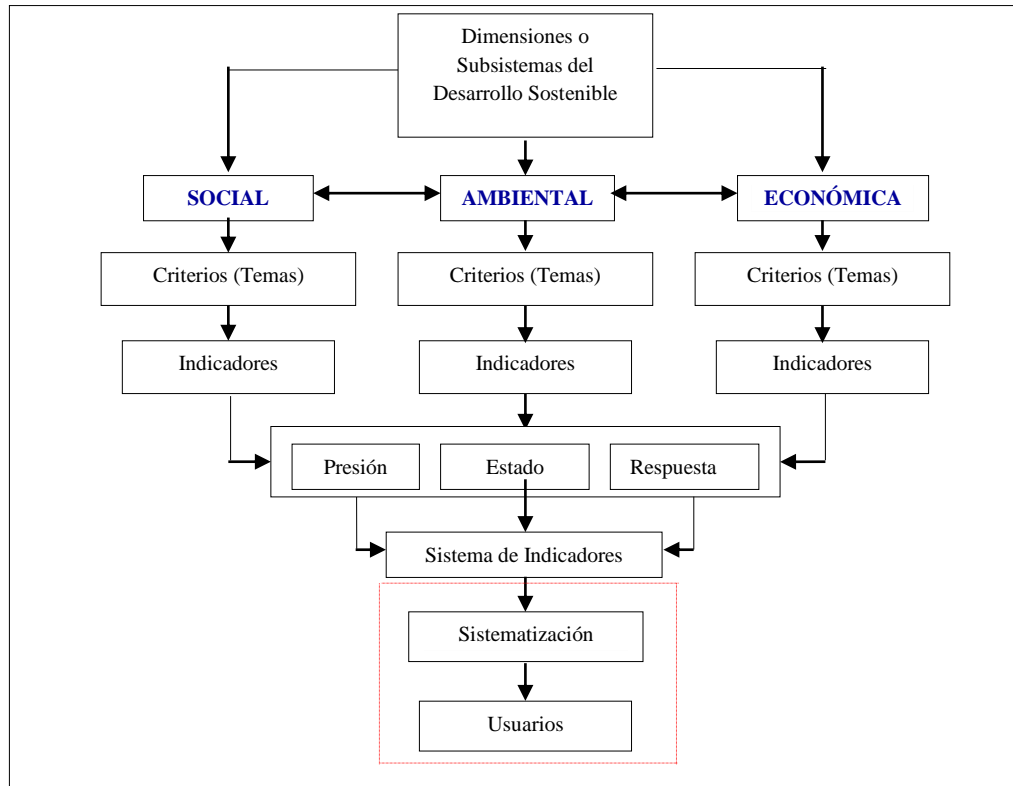 Dimensiones o
Subsistemas del
Desarrollo Sostenible
SOCIAL
AMBIENTAL
ECONÓMICA
Criterios (Temas)
Criterios (Temas)
Criterios (Temas)
Indicadores
Indicadores
Indicadores
Presión
Estado
Respuesta
Sistema de Indicadores
Sistematización
Usuarios